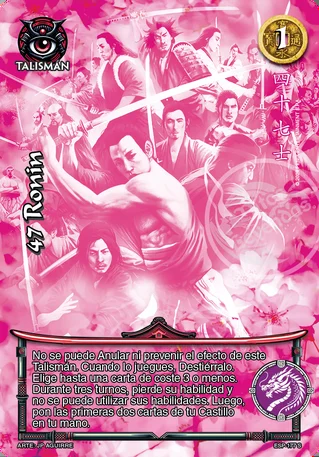 TALISMAN
1
四十七士
47 Ronin
No se puede Anular ni prevenir el efecto de este
Talismán. Cuando lo juegues, Destiérralo.
Elige hasta una carta de coste 3 o menos.
Durante tres turnos, pierde su habilidad y
no se puede utilizar sus habilidades. Luego,
pon las primeras dos cartas de tu Castillo
en tu mano.